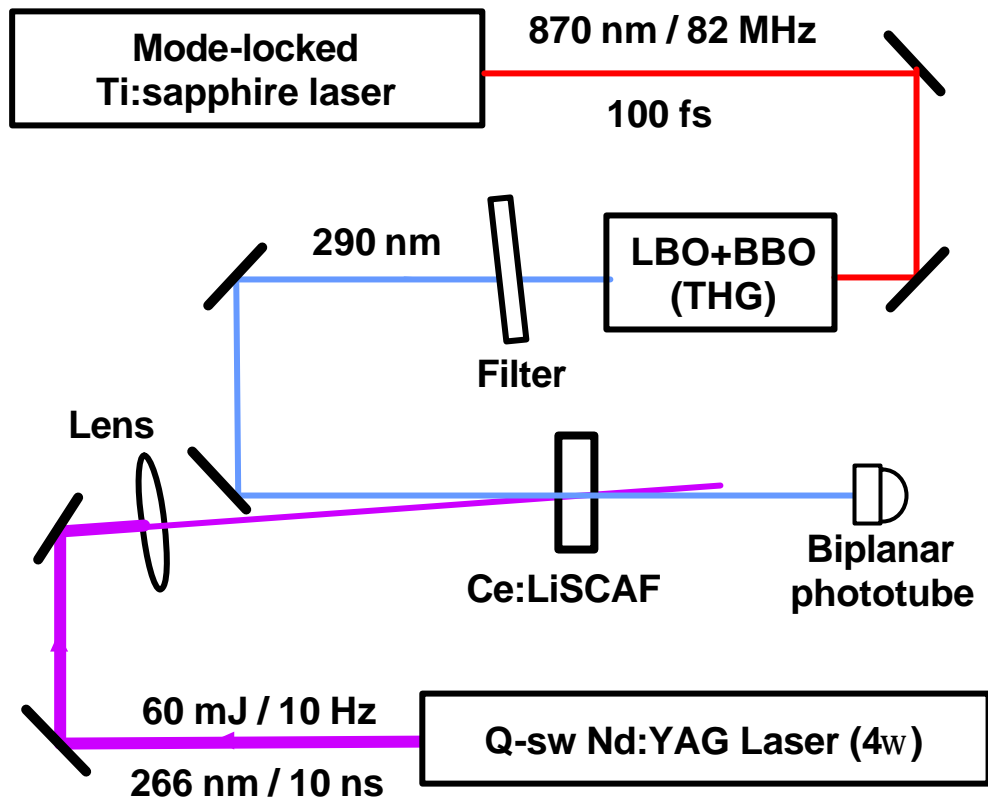 Mode-locked
Ti:sapphire laser
870 nm / 82 MHz
100 fs
290 nm
LBO+BBO
(THG)
Filter
Lens
Ce:LiSCAF
Biplanar
phototube
60 mJ / 10 Hz
266 nm / 10 ns
Q-sw Nd:YAG Laser (4w)